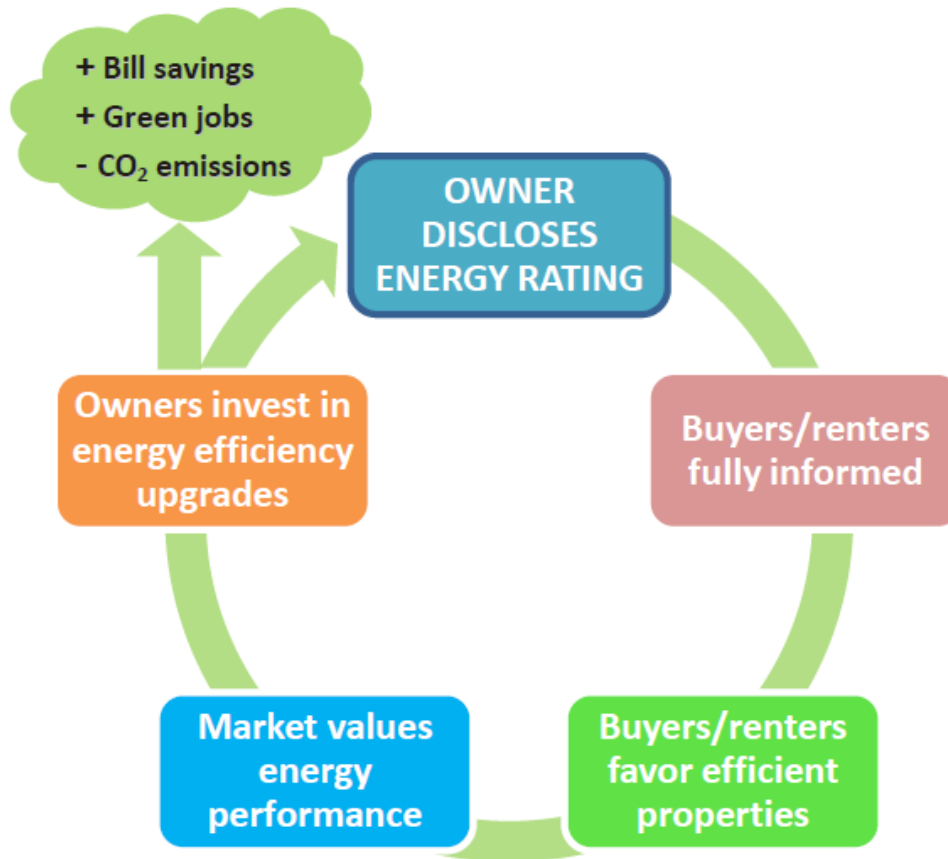 + Bill savings
+ Green jobs
- CO₂ emissions
OWNER
DISCLOSES
ENERGY RATING
Buyers/renters
fully informed
Buyers/renters
favor efficient
properties
Market values
energy
performance
Owners invest in
energy efficiency
upgrades